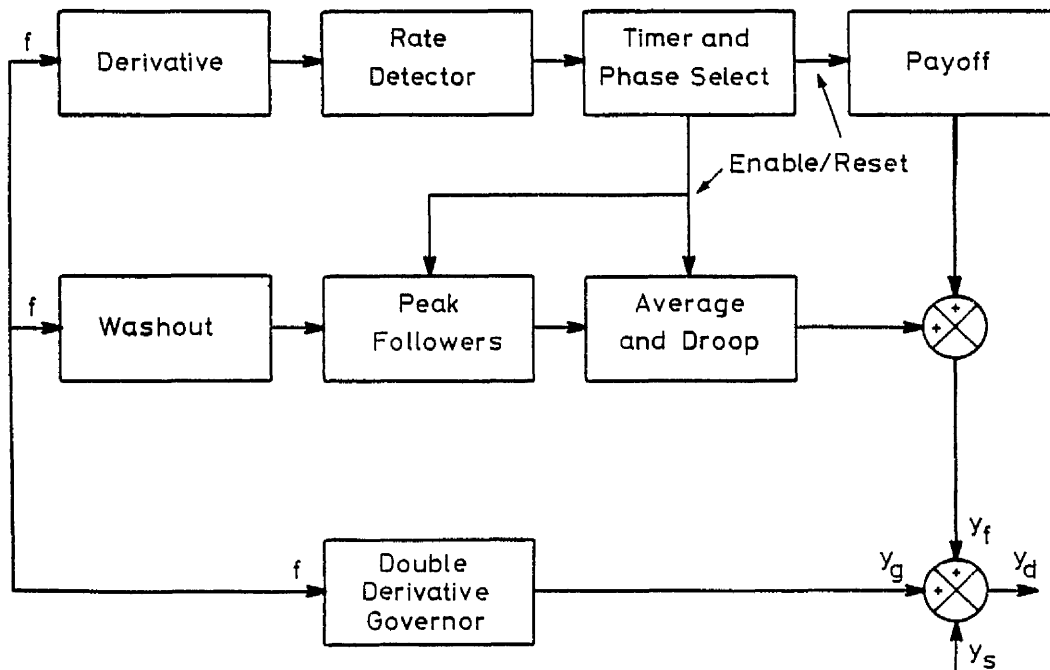 f
Derivative
Rate
Detector
Timer and
Phase Select
Payoff
Enable/Reset
f
Washout
Peak
Followers
Average
and Droop
+
+
f
Double
Derivative
Governor
y_g
y_f
+
+
y_d
y_s